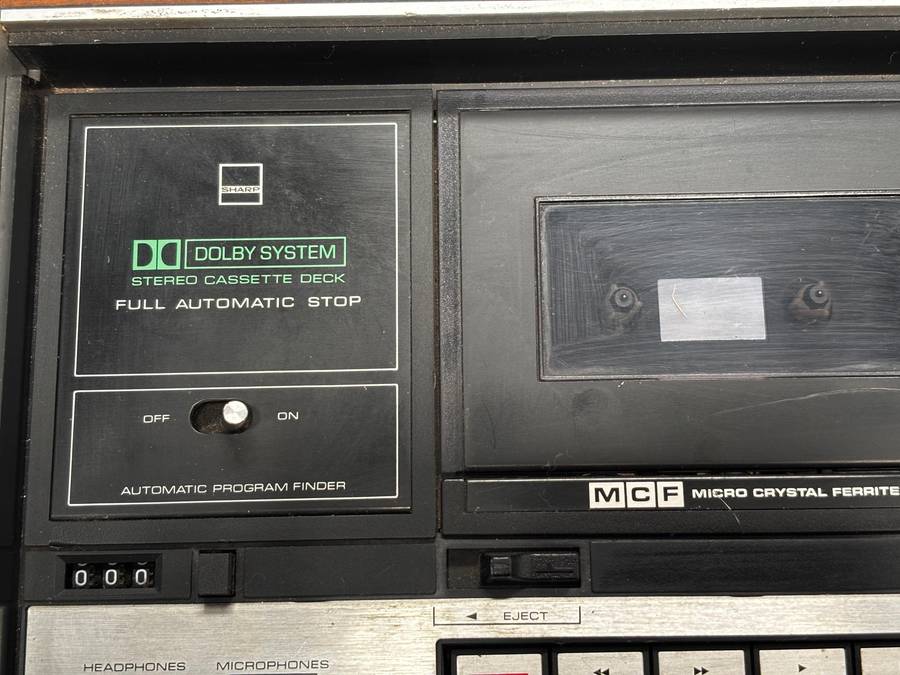 SHARP
DOLBY SYSTEM
STEREO CASSETTE DECK
FULL AUTOMATIC STOP
OFF ON
AUTOMATIC PROGRAM FINDER
MCF MICRO CRYSTAL FERRITE
000
EJECT
HEADPHONES MICROPHONES